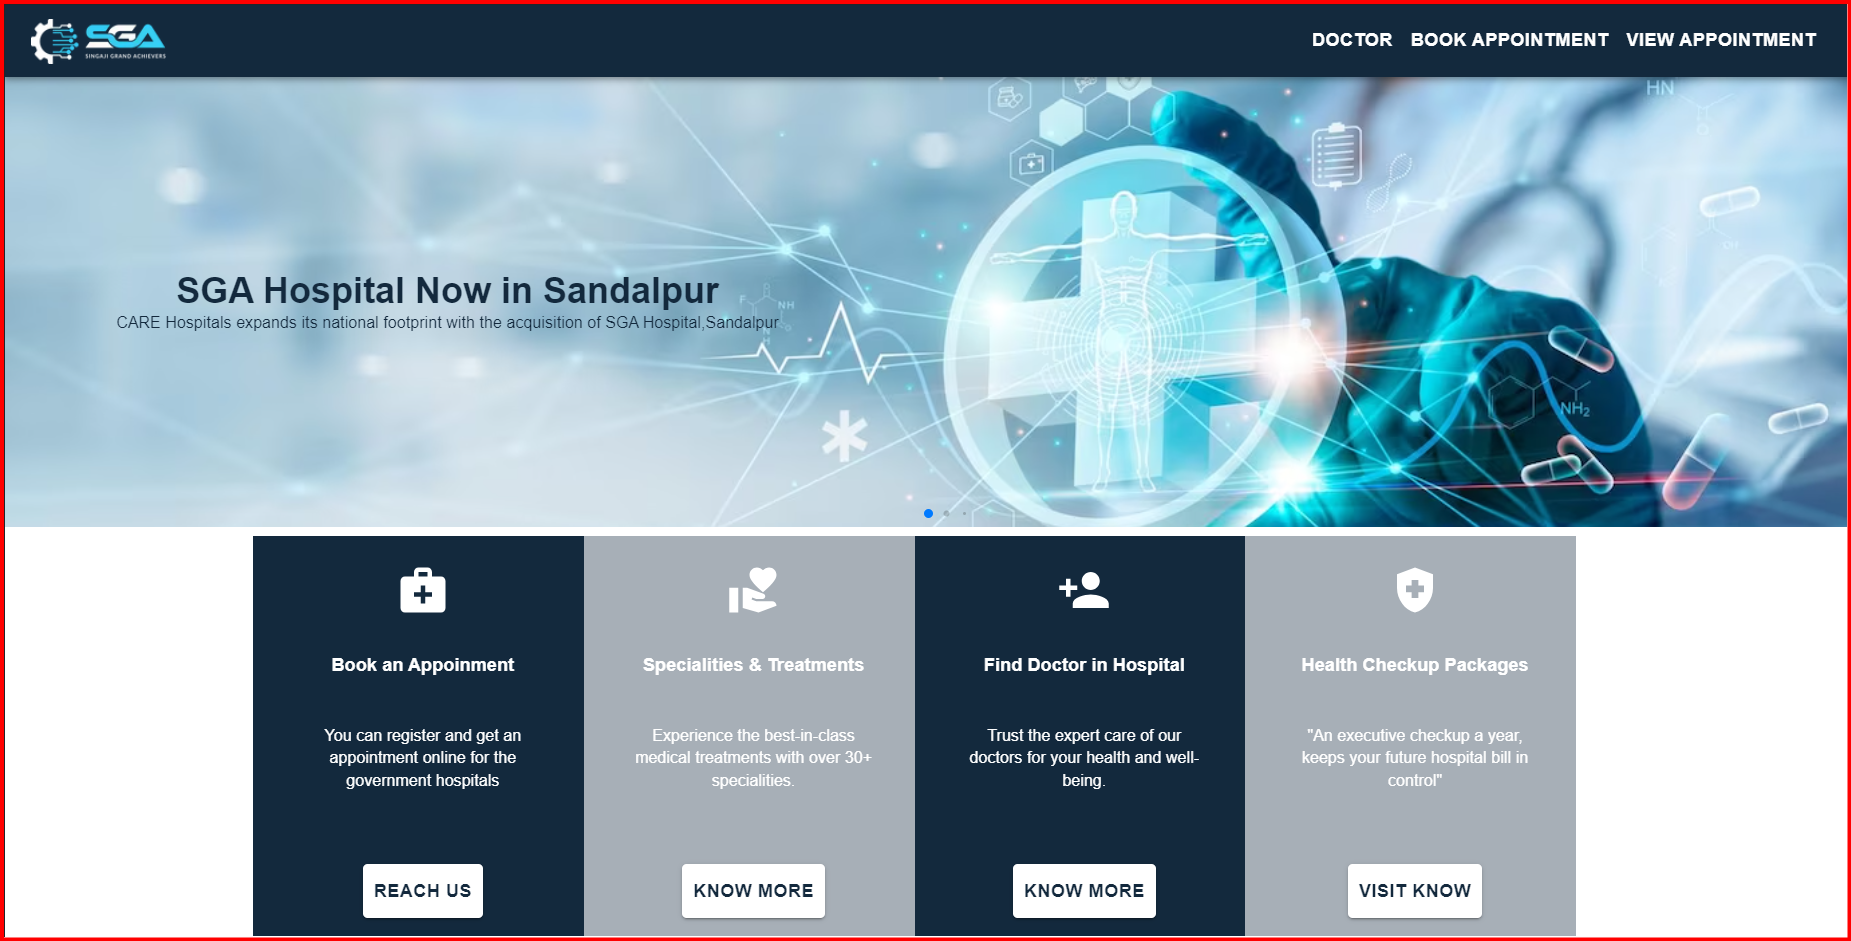 SGA
SINGAJI GRAND ACHIEVERS
DOCTOR BOOK APPOINTMENT VIEW APPOINTMENT
HN
SGA Hospital Now in Sandalpur
CARE Hospitals expands its national footprint with the acquisition of SGA Hospital,Sandalpur
F
NH
N
H
NH2
Book an Appoinment
You can register and get an
appointment online for the
government hospitals
REACH US
Specialities & Treatments
Experience the best-in-class
medical treatments with over 30+
specialities.
KNOW MORE
Find Doctor in Hospital
Trust the expert care of our
doctors for your health and well-
being.
KNOW MORE
Health Checkup Packages
"An executive checkup a year,
keeps your future hospital bill in
control"
VISIT KNOW